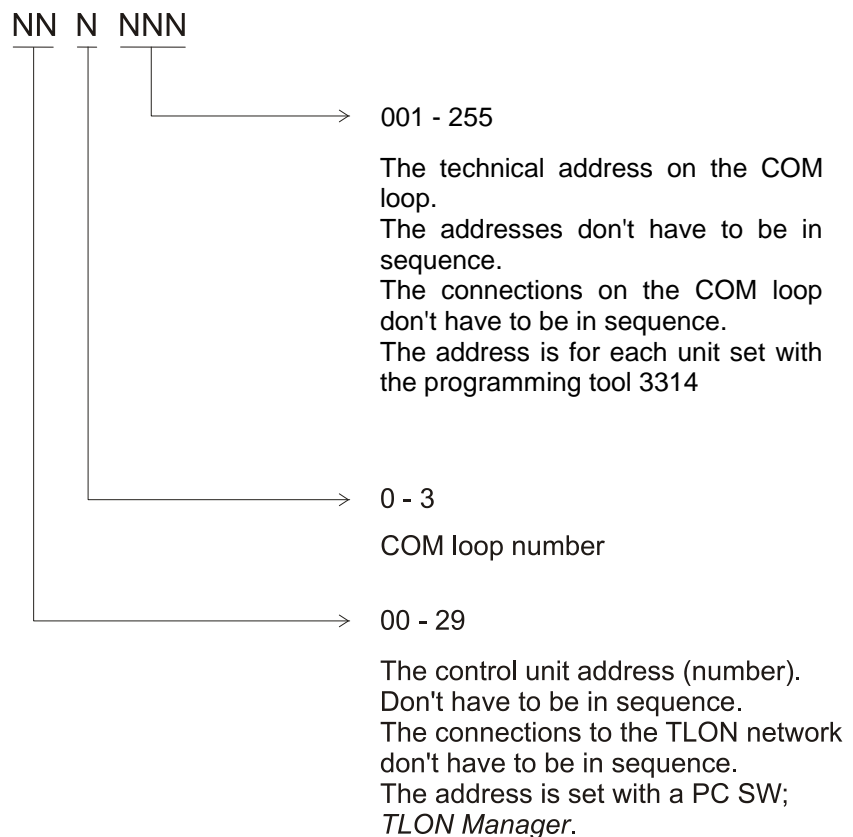 NN N NNN
001 - 255
The technical address on the COM
loop.
The addresses don't have to be in
sequence.
The connections on the COM loop
don't have to be in sequence.
The address is for each unit set with
the programming tool 3314
0 - 3
COM loop number
00 - 29
The control unit address (number).
Don't have to be in sequence.
The connections to the TLON network
don't have to be in sequence.
The address is set with a PC SW;
TLON Manager.